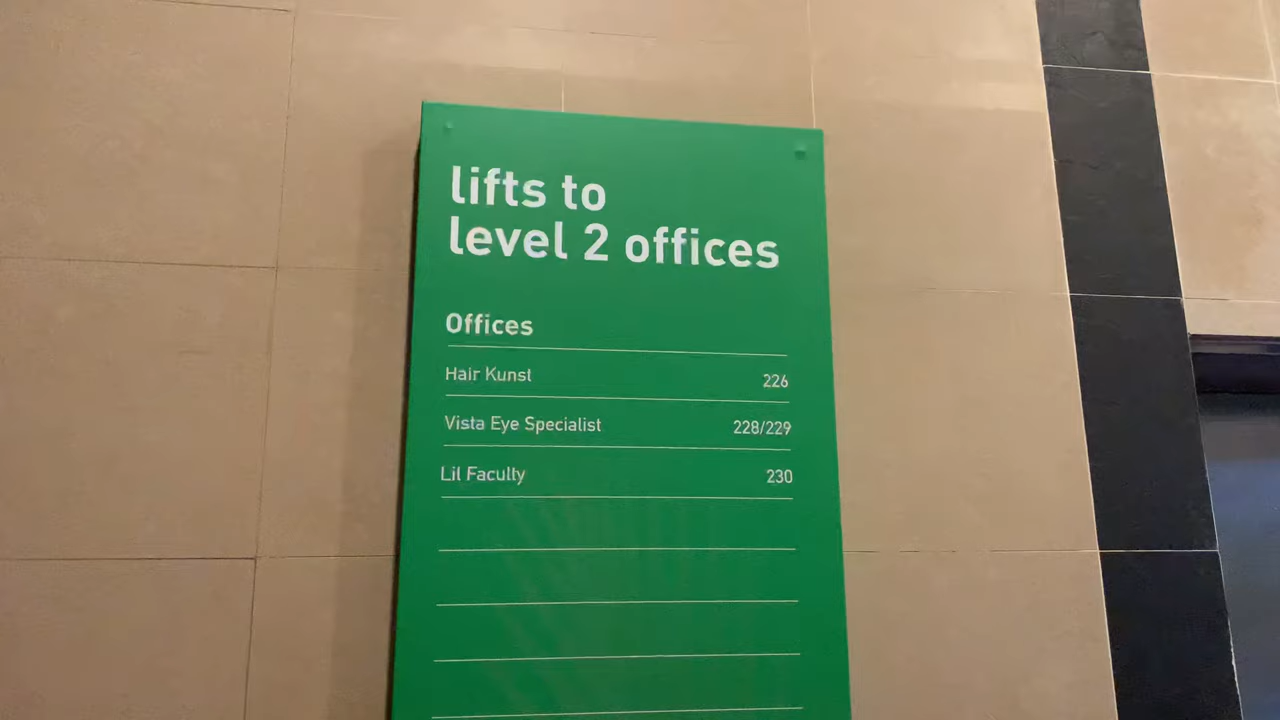 lifts to
level 2 offices
Offices
Hair Kunst 226
Vista Eye Specialist 228/229
Lil Faculty 230